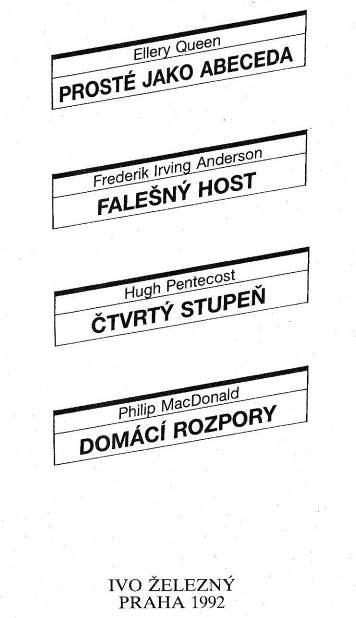 Ellery Queen
PROSTÉ JAKO ABECEDA
Frederik Irving Anderson
FALEŠNÝ HOST
Hugh Pentecost
ČTVRTÝ STUPEŇ
Philip MacDonald
DOMÁCÍ ROZPORY
IVO ŽELEZNÝ
PRAHA 1992